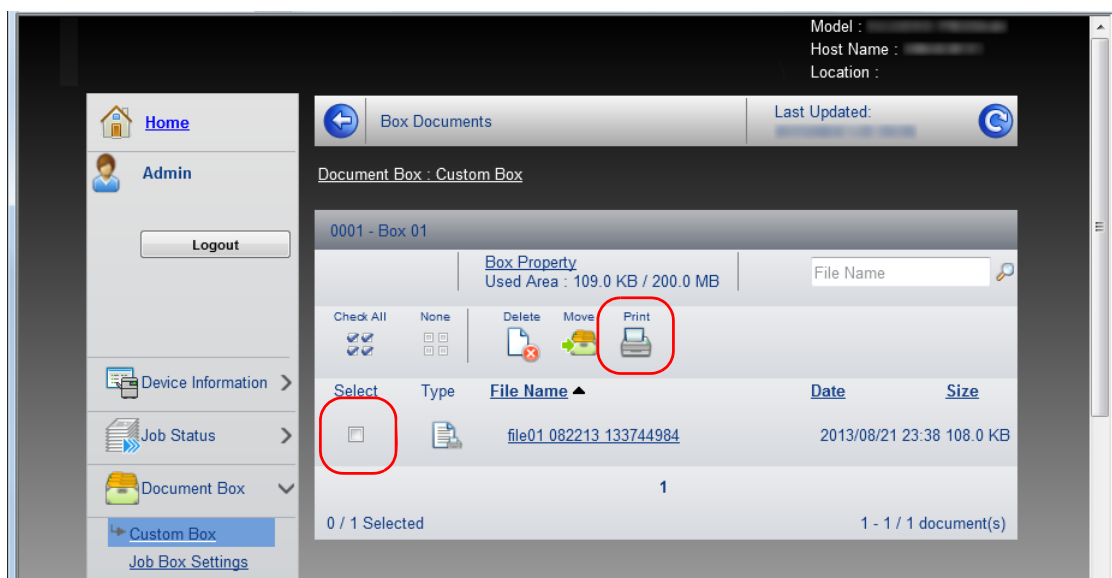 Model :
Host Name :
Location :
Home
Admin
Logout
Device Information
Job Status
Document Box
Custom Box
Job Box Settings
Box Documents
Last Updated:
Document Box : Custom Box
0001 - Box 01
Box Property
Used Area : 109.0 KB / 200.0 MB
File Name
Check All None Delete Move Print
Select Type File Name Date Size
file01 082213 133744984 2013/08/21 23:38 108.0 KB
1
0 / 1 Selected 1 - 1 / 1 document(s)